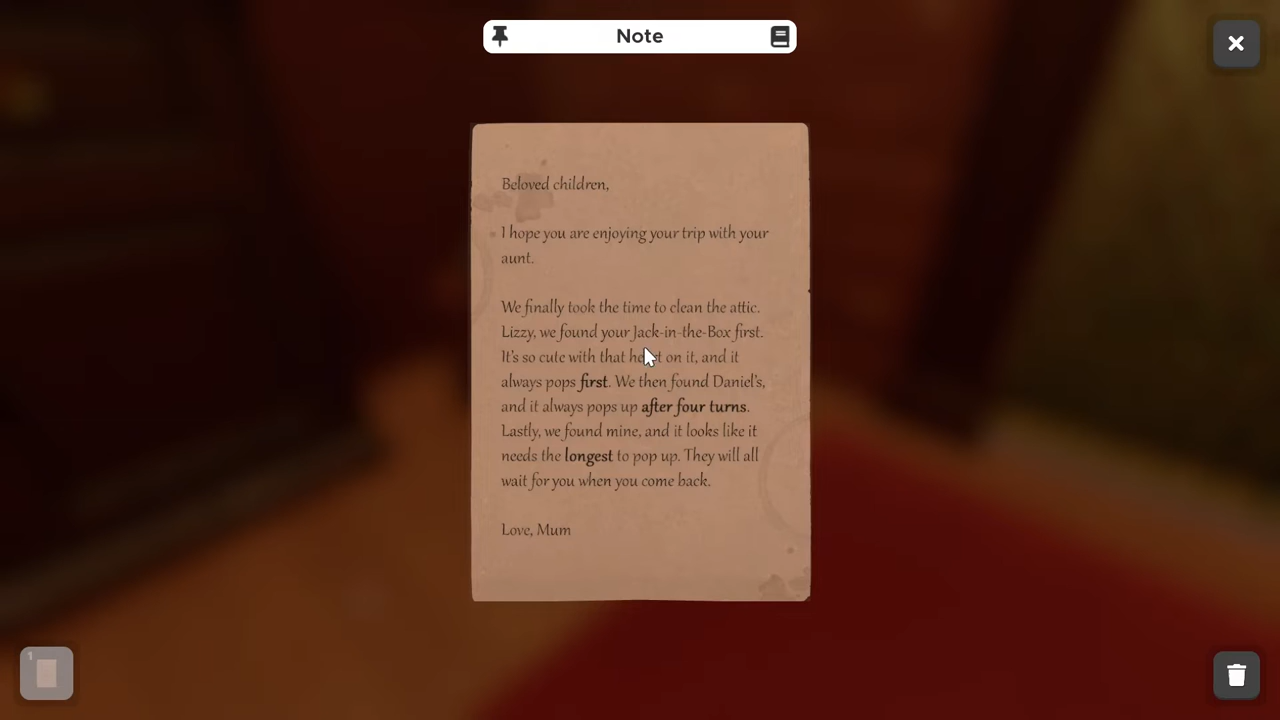 Note
Beloved children,
I hope you are enjoying your trip with your
aunt.
We finally took the time to clean the attic.
Lizzy, we found your Jack-in-the-Box first.
It's so cute with that heart on it, and it
always pops first. We then found Daniel's,
and it always pops up after four turns.
Lastly, we found mine, and it looks like it
needs the longest to pop up. They will all
wait for you when you come back.
Love, Mum
1